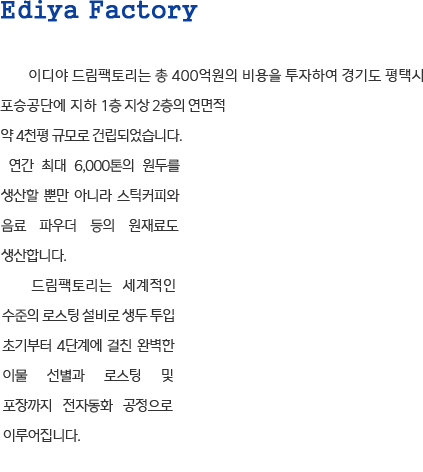 Ediya Factory
이디야 드림팩토리는 총 400억원의 비용을 투자하여 경기도 평택시
포승공단에 지하 1층 지상 2층의 연면적
약 4천평 규모로 건립되었습니다.
연간 최대 6,000톤의 원두를
생산할 뿐만 아니라 스틱커피와
음료 파우더 등의 원재료도
생산합니다.
드림팩토리는 세계적인
수준의 로스팅 설비로 생두 투입
초기부터 4단계에 걸친 완벽한
이물 선별과 로스팅 및
포장까지 전자동화 공정으로
이루어집니다.